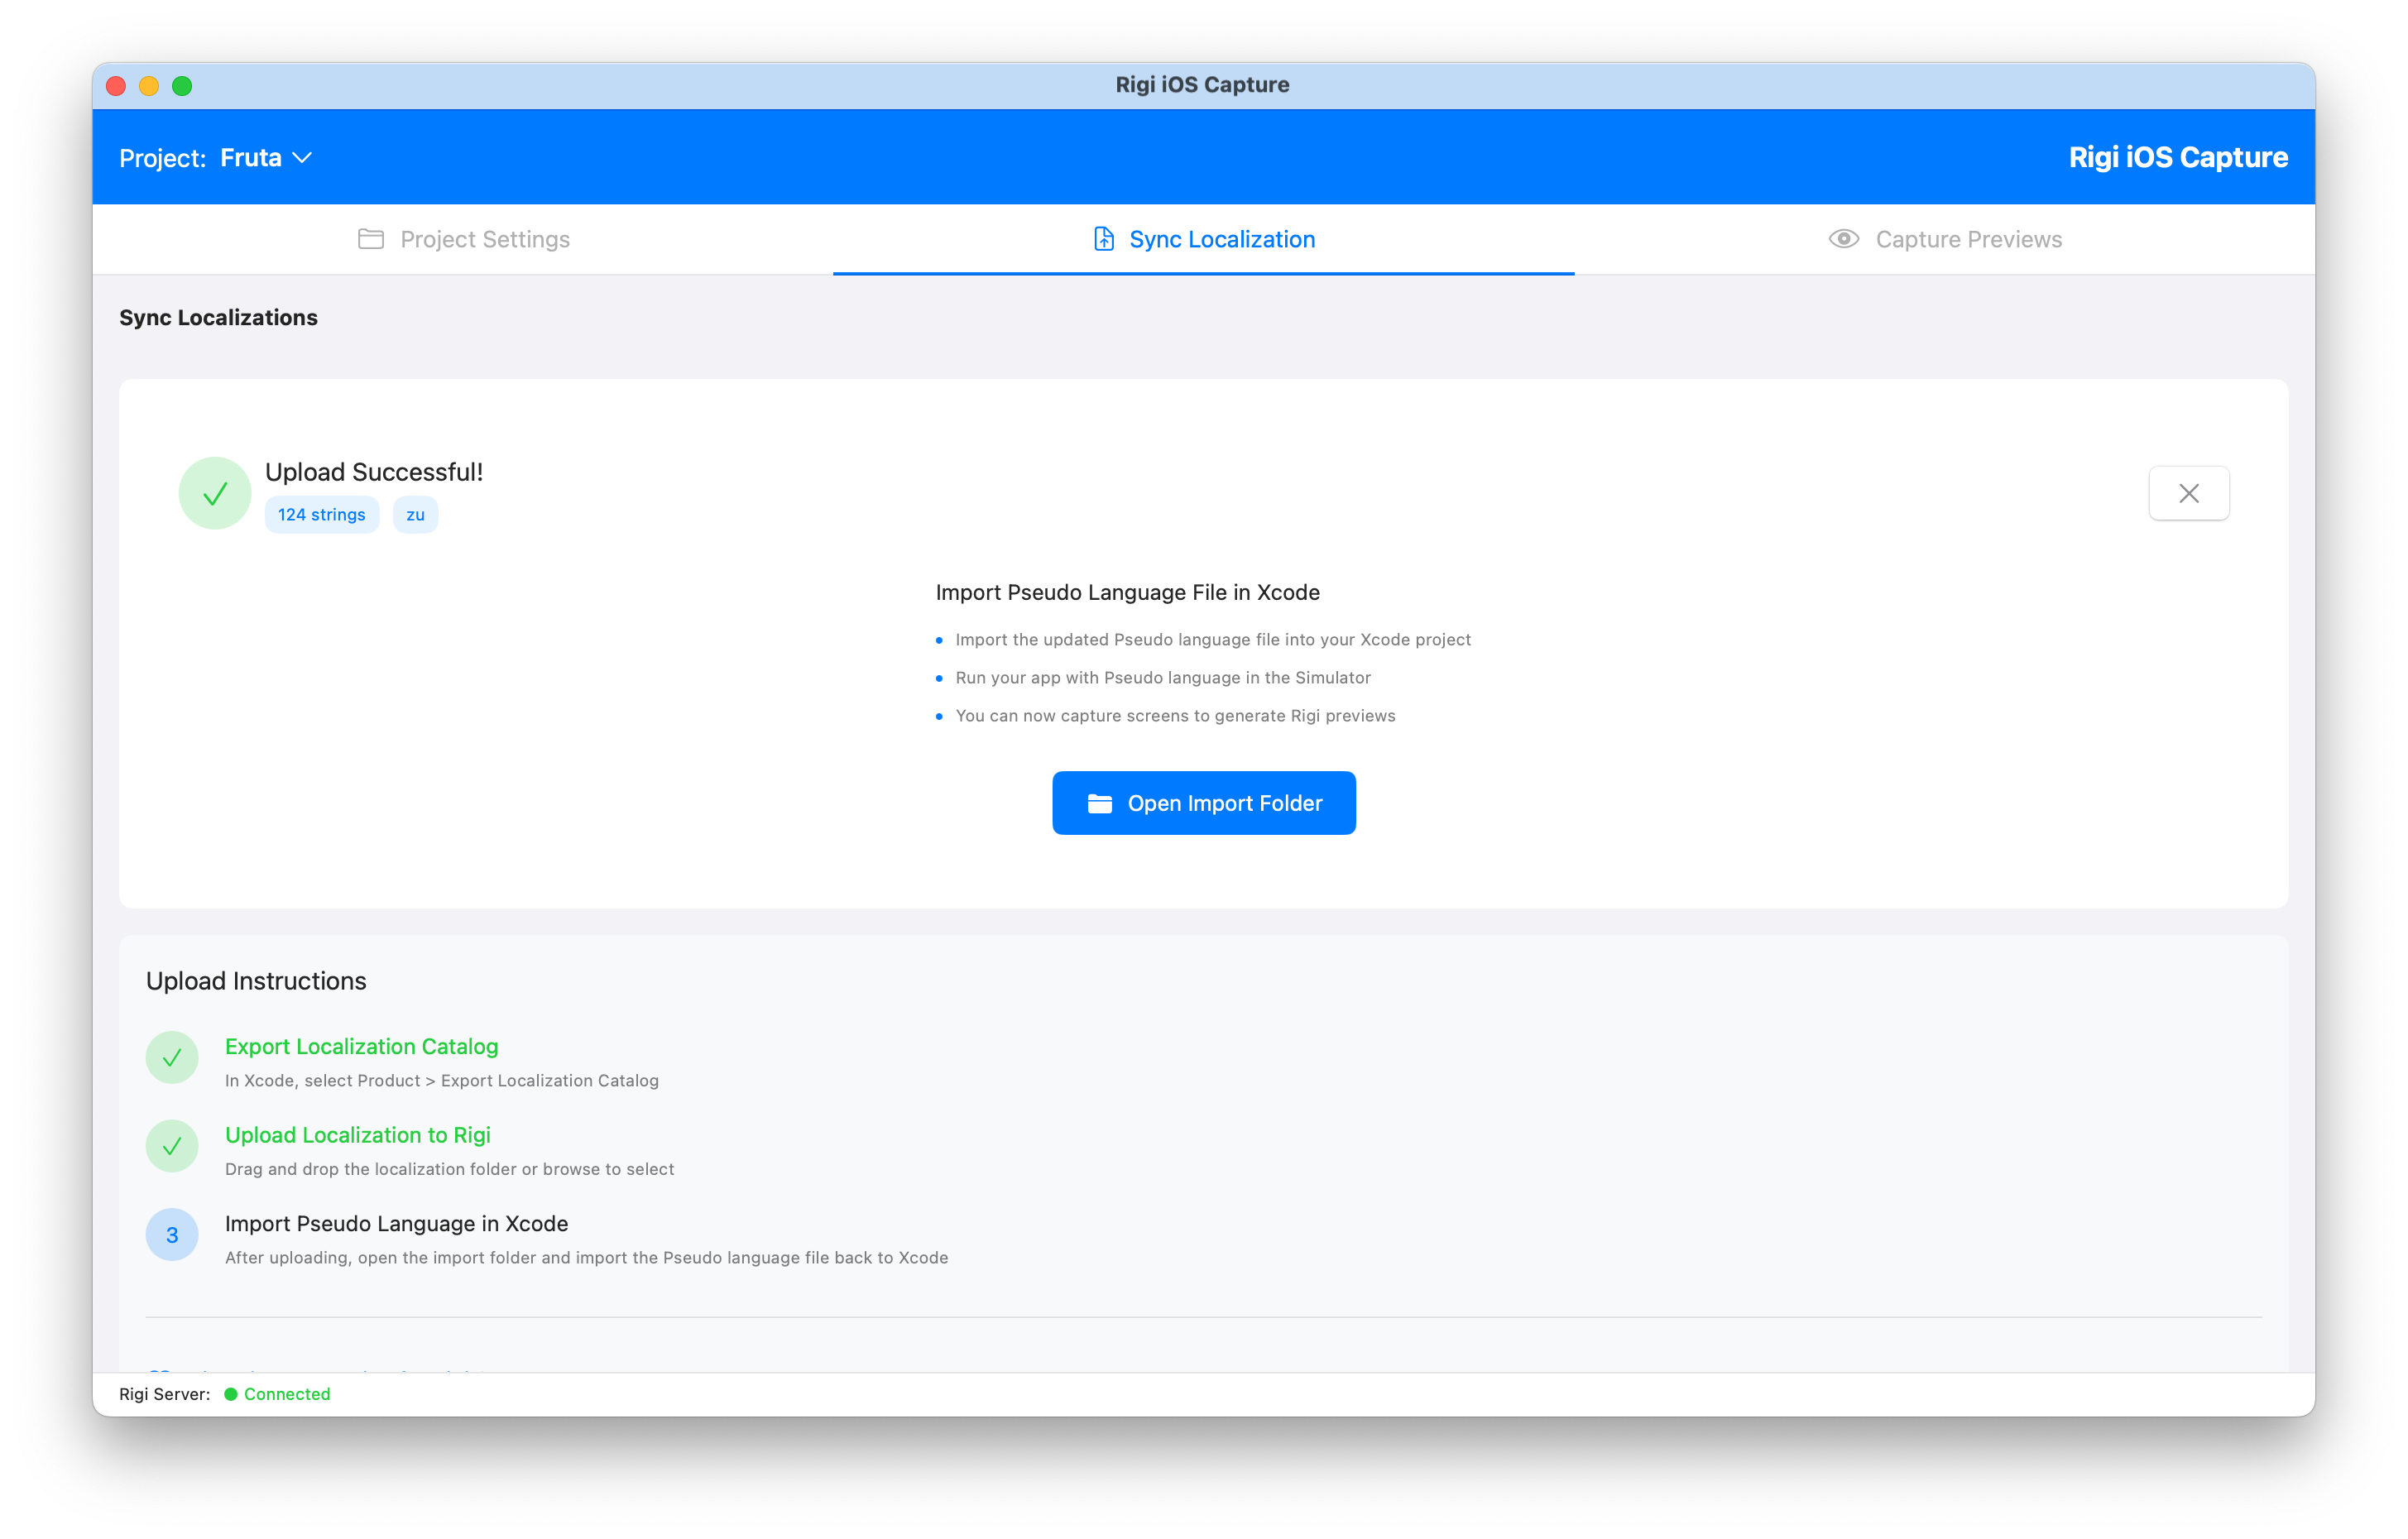 Rigi iOS Capture
Project: Fruta
Rigi iOS Capture
Project Settings
Sync Localization
Capture Previews
Sync Localizations
Upload Successful!
124 strings zu
Import Pseudo Language File in Xcode
Import the updated Pseudo language file into your Xcode project
Run your app with Pseudo language in the Simulator
You can now capture screens to generate Rigi previews
Open Import Folder
Upload Instructions
Export Localization Catalog
In Xcode, select Product > Export Localization Catalog
Upload Localization to Rigi
Drag and drop the localization folder or browse to select
3
Import Pseudo Language in Xcode
After uploading, open the import folder and import the Pseudo language file back to Xcode
Rigi Server: Connected